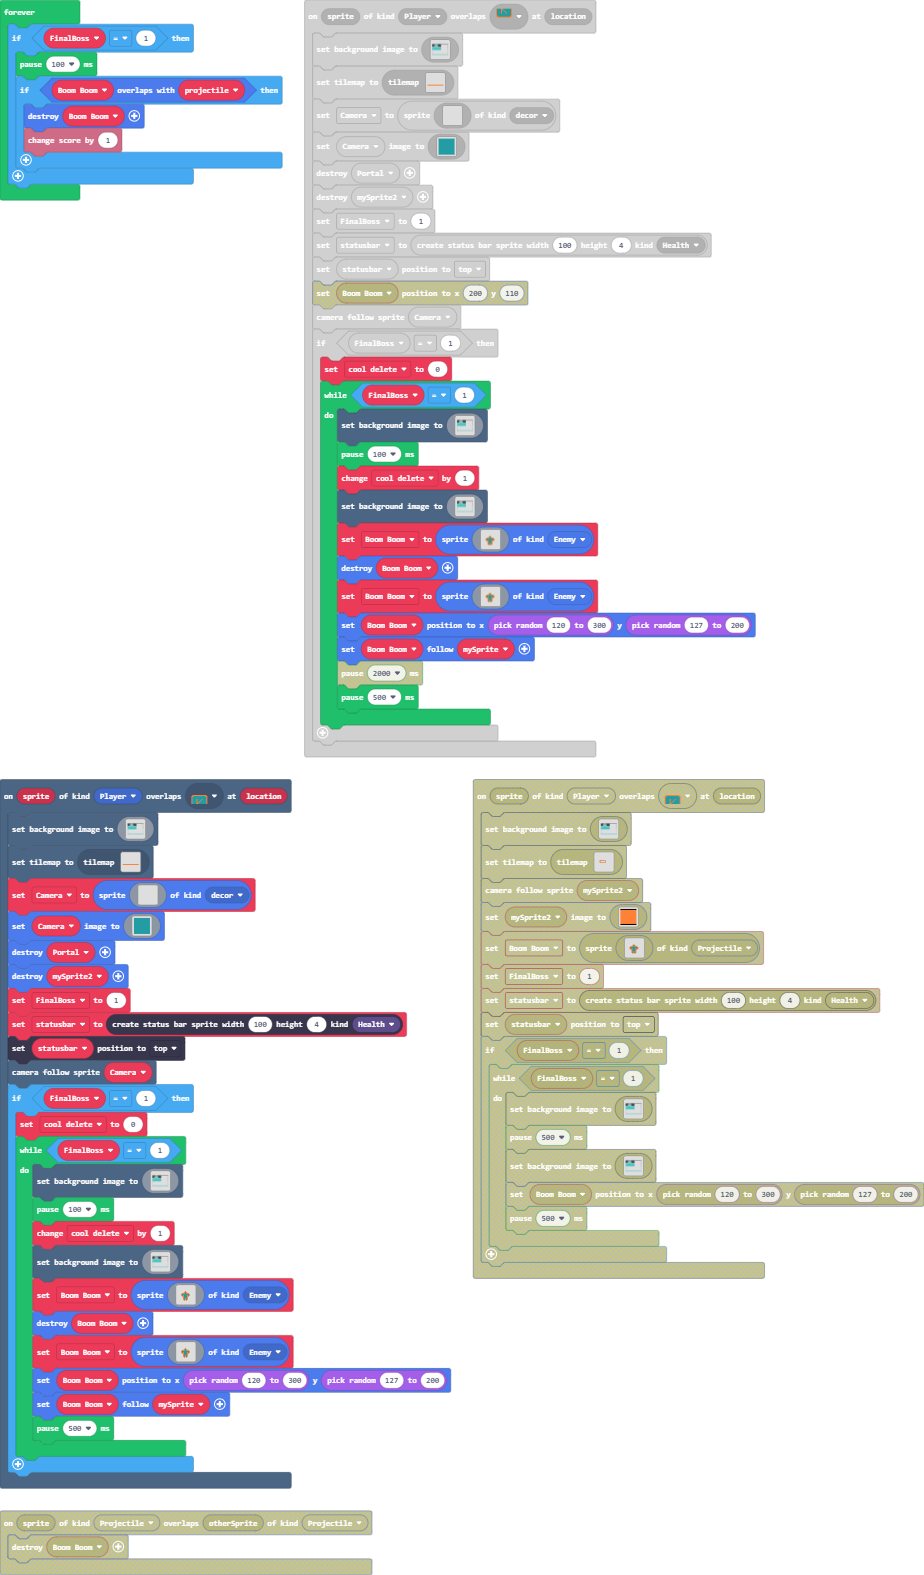 forever
if FinalBoss = 1 then
pause 100 ms
if Boom Boom overlaps with projectile then
destroy Boom Boom
change score by 1
on sprite of kind Player overlaps at location
set background image to
set tilemap to tilemap
set Camera to sprite of kind decor
set Camera image to
destroy Portal
destroy mySprite2
set FinalBoss to 1
set statusbar to create status bar sprite width 100 height 4 kind Health
set statusbar position to top
set Boom Boom position to x 200 y 110
camera follow sprite Camera
if FinalBoss = 1 then
set cool delete to 0
while FinalBoss = 1
do
set background image to
pause 100 ms
change cool delete by 1
set background image to
set Boom Boom to sprite of kind Enemy
destroy Boom Boom
set Boom Boom to sprite of kind Enemy
set Boom Boom position to x pick random 120 to 300 y pick random 127 to 200
set Boom Boom follow mySprite
pause 2000 ms
pause 500 ms
on sprite of kind Player overlaps at location
set background image to
set tilemap to tilemap
set Camera to sprite of kind decor
set Camera image to
destroy Portal
destroy mySprite2
set FinalBoss to 1
set statusbar to create status bar sprite width 100 height 4 kind Health
set statusbar position to top
camera follow sprite Camera
if FinalBoss = 1 then
set cool delete to 0
while FinalBoss = 1
do
set background image to
pause 100 ms
change cool delete by 1
set background image to
set Boom Boom to sprite of kind Enemy
destroy Boom Boom
set Boom Boom to sprite of kind Enemy
set Boom Boom position to x pick random 120 to 300 y pick random 127 to 200
set Boom Boom follow mySprite
pause 500 ms
on sprite of kind Player overlaps at location
set background image to
set tilemap to tilemap
camera follow sprite mySprite2
set mySprite2 image to
set Boom Boom to sprite of kind Projectile
set FinalBoss to 1
set statusbar to create status bar sprite width 100 height 4 kind Health
set statusbar position to top
if FinalBoss = 1 then
while FinalBoss = 1
do
set background image to
pause 500 ms
set background image to
set Boom Boom position to x pick random 120 to 300 y pick random 127 to 200
pause 500 ms
on sprite of kind Projectile overlaps otherSprite of kind Projectile
destroy Boom Boom